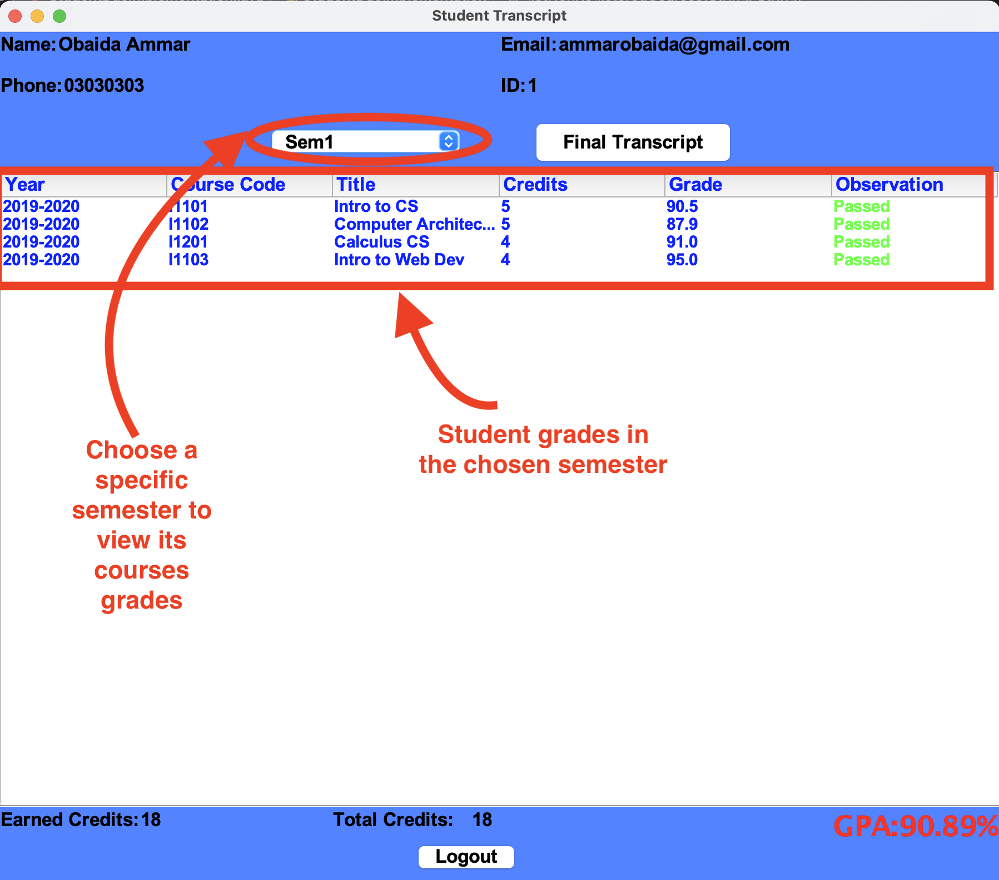 Student Transcript
Name: Obaida Ammar
Email: ammarobaida@gmail.com
Phone: 03030303
ID: 1
Sem1
Final Transcript
Year Course Code Title Credits Grade Observation
2019-2020 I1101 Intro to CS 5 90.5 Passed
2019-2020 I1102 Computer Architec... 5 87.9 Passed
2019-2020 I1201 Calculus CS 4 91.0 Passed
2019-2020 I1103 Intro to Web Dev 4 95.0 Passed
Choose a
specific
semester to
view its
courses
grades
Student grades in
the chosen semester
Earned Credits: 18
Total Credits: 18
GPA:90.89%
Logout